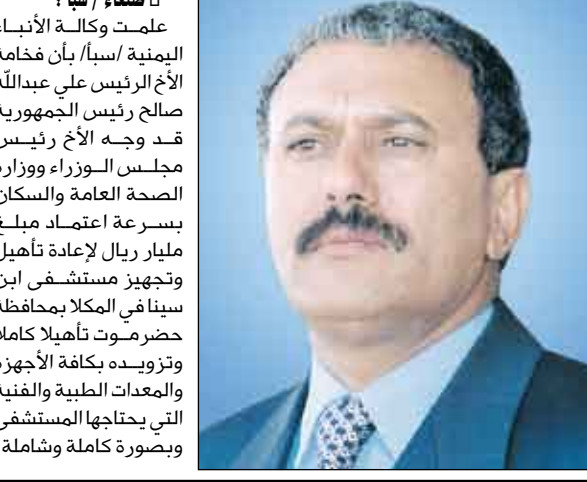 صنعاء / سبأ :
علمت وكالة الأنباء
اليمنية /سبأ/ بأن فخامة
الأخ الرئيس علي عبدالله
صالح رئيس الجمهورية
قد وجه الأخ رئيس
مجلس الوزراء ووزارة
الصحة العامة والسكان
بسرعة اعتماد مبلغ
مليار ريال لإعادة تأهيل
وتجهيز مستشفى ابن
سينا في المكلا بمحافظة
حضرموت تأهيلا كاملا
وتزويده بكافة الأجهزة
والمعدات الطبية والفنية
التي يحتاجها المستشفى
وبصورة كاملة وشاملة